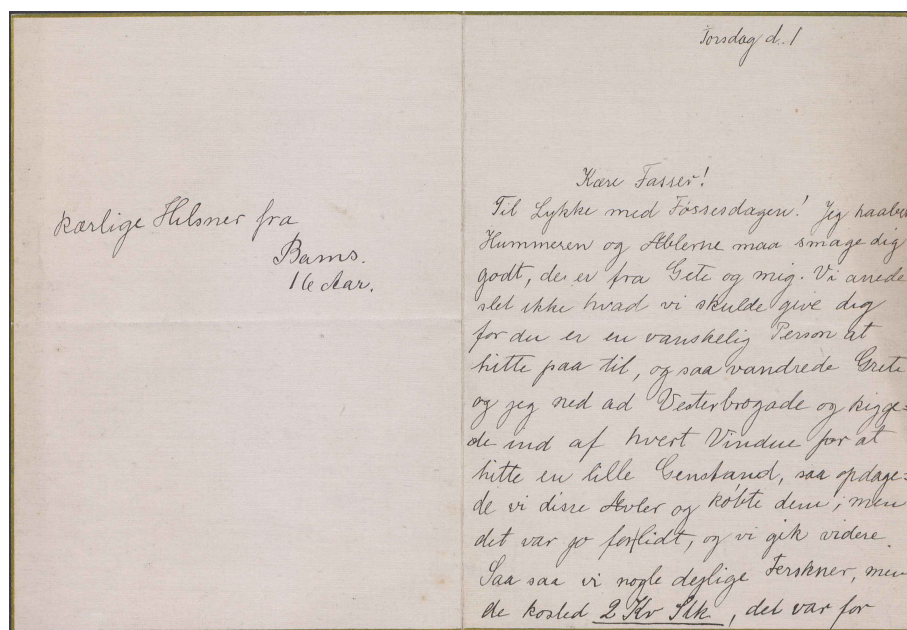 kærlige Hilsner fra
Bams.
16 Aar.
Torsdag d. 1
Kære Fasser!
Til Lykke med Føssesdagen! Jeg haaber
Hummeren og Æblerne maa smage dig
godt, de er fra Grete og mig. Vi anede
slet ikke hvad vi skulde give dig
for du er en vanskelig Person at
hitte paa til, og saa vandrede Grete
og jeg ned ad Vesterbrogade og kigge=
de ind af hvert Vindue for at
hitte en lille Genstand, saa opdage=
de vi disse Æbler og købte dem; men
det var jo for lidt, og vi gik videre.
Saa saa vi nogle dejlige Ferskner, men
de kosted 2 Kr Stk, det var for